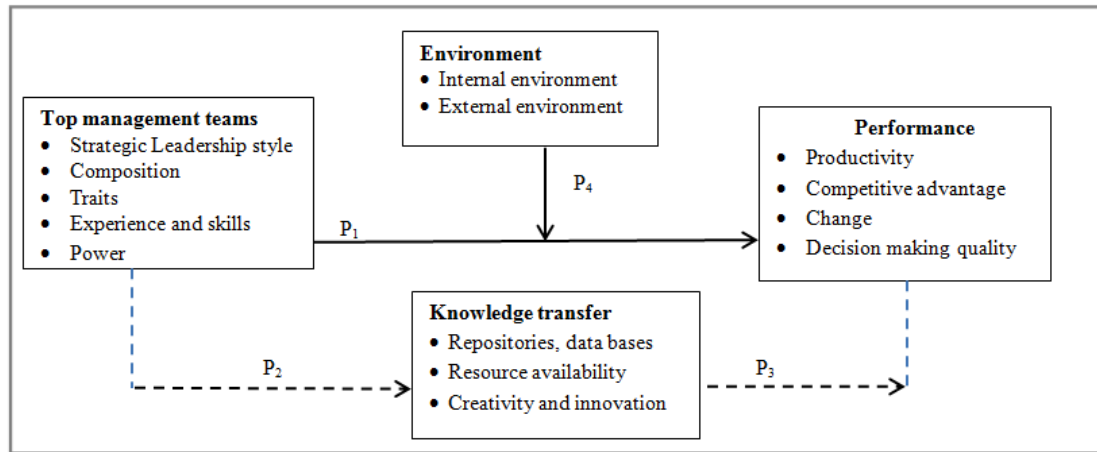 Environment
• Internal environment
• External environment
Top management teams
• Strategic Leadership style
• Composition
• Traits
• Experience and skills
• Power
Performance
• Productivity
• Competitive advantage
• Change
• Decision making quality
P4
P1
Knowledge transfer
• Repositories, data bases
• Resource availability
• Creativity and innovation
P2
P3